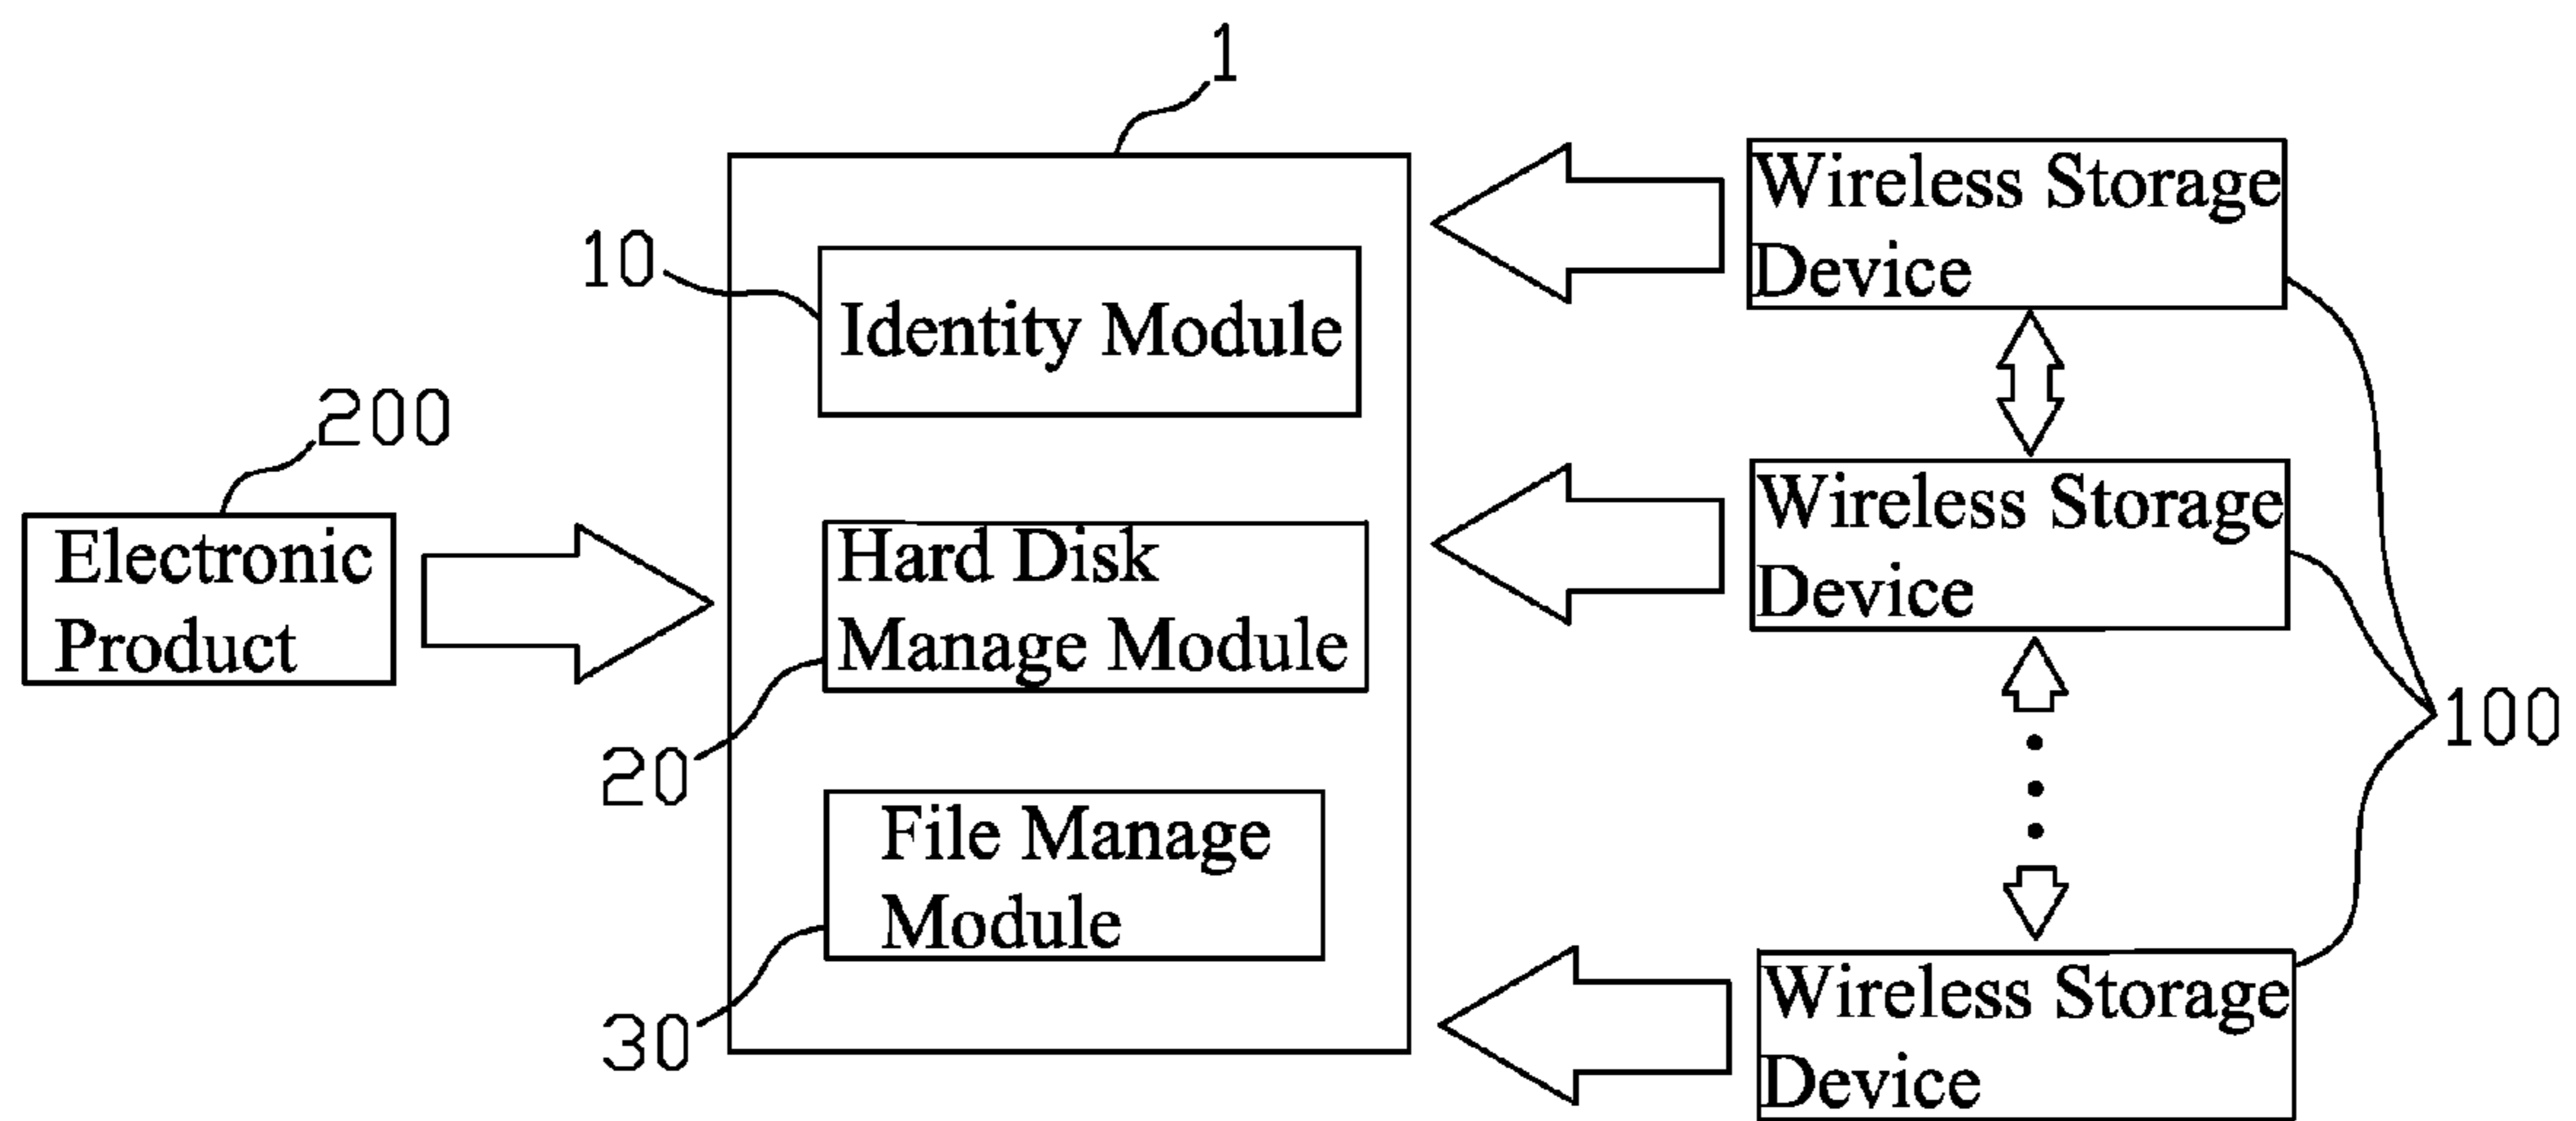 1
Wireless Storage
Device
10
Identity Module
200
Electronic
Product
Hard Disk
Manage Module
Wireless Storage
Device
20
100
File Manage
Module
30
Wireless Storage
Device